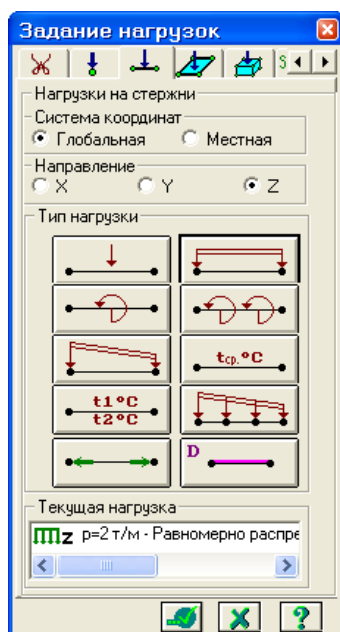 Задание нагрузок
S
Нагрузки на стержни
Система координат
Глобальная Местная
Направление
X Y Z
Тип нагрузки
tср.°C
t1°C
t2°C
D
Текущая нагрузка
z p=2 т/м - Равномерно распре
?